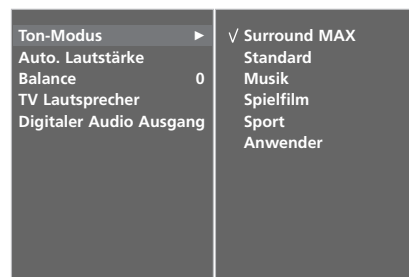 Ton-Modus ►
Auto. Lautstärke
Balance 0
TV Lautsprecher
Digitaler Audio Ausgang
√ Surround MAX
Standard
Musik
Spielfilm
Sport
Anwender